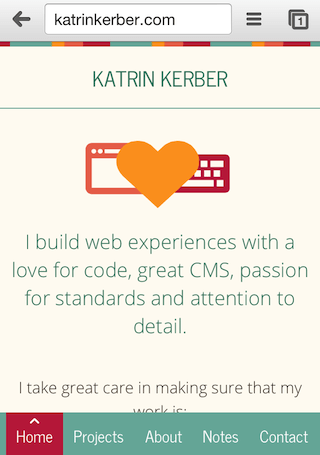 katrinkerber.com
1
KATRIN KERBER
I build web experiences with a
love for code, great CMS, passion
for standards and attention to
detail.
I take great care in making sure that my
work is:
Home Projects About Notes Contact